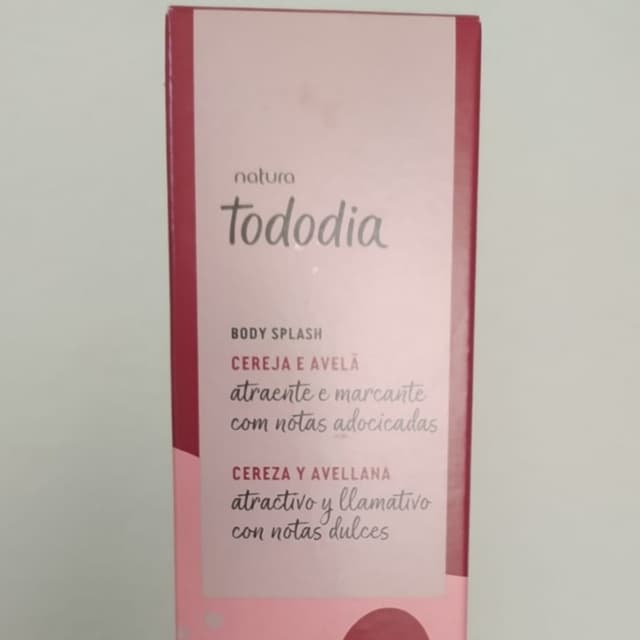 natura
tododia
BODY SPLASH
CEREJA E AVELÃ
atraente e marcante
com notas adocicadas
CEREZA Y AVELLANA
atractivo y llamativo
con notas dulces